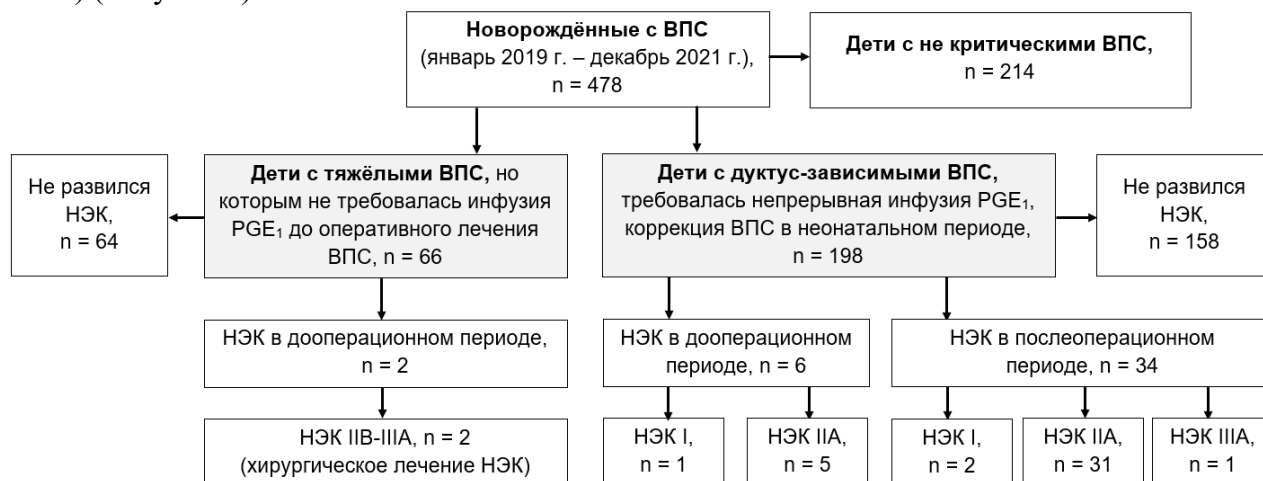 Новорождённые с ВПС
(январь 2019 г. – декабрь 2021 г.),
n = 478
Дети с не критическими ВПС,
n = 214
Не развился
НЭК,
n = 64
Дети с тяжёлыми ВПС, но
которым не требовалась инфузия
PGE₁ до оперативного лечения
ВПС, n = 66
Дети с дуктус-зависимыми ВПС,
требовалась непрерывная инфузия PGE₁,
коррекция ВПС в неонатальном периоде,
n = 198
Не развился
НЭК,
n = 158
НЭК в дооперационном периоде,
n = 2
НЭК в дооперационном
периоде, n = 6
НЭК в послеоперационном
периоде, n = 34
НЭК IIB-IIIA, n = 2
(хирургическое лечение НЭК)
НЭК I,
n = 1
НЭК IIA,
n = 5
НЭК I,
n = 2
НЭК IIA,
n = 31
НЭК IIIA,
n = 1